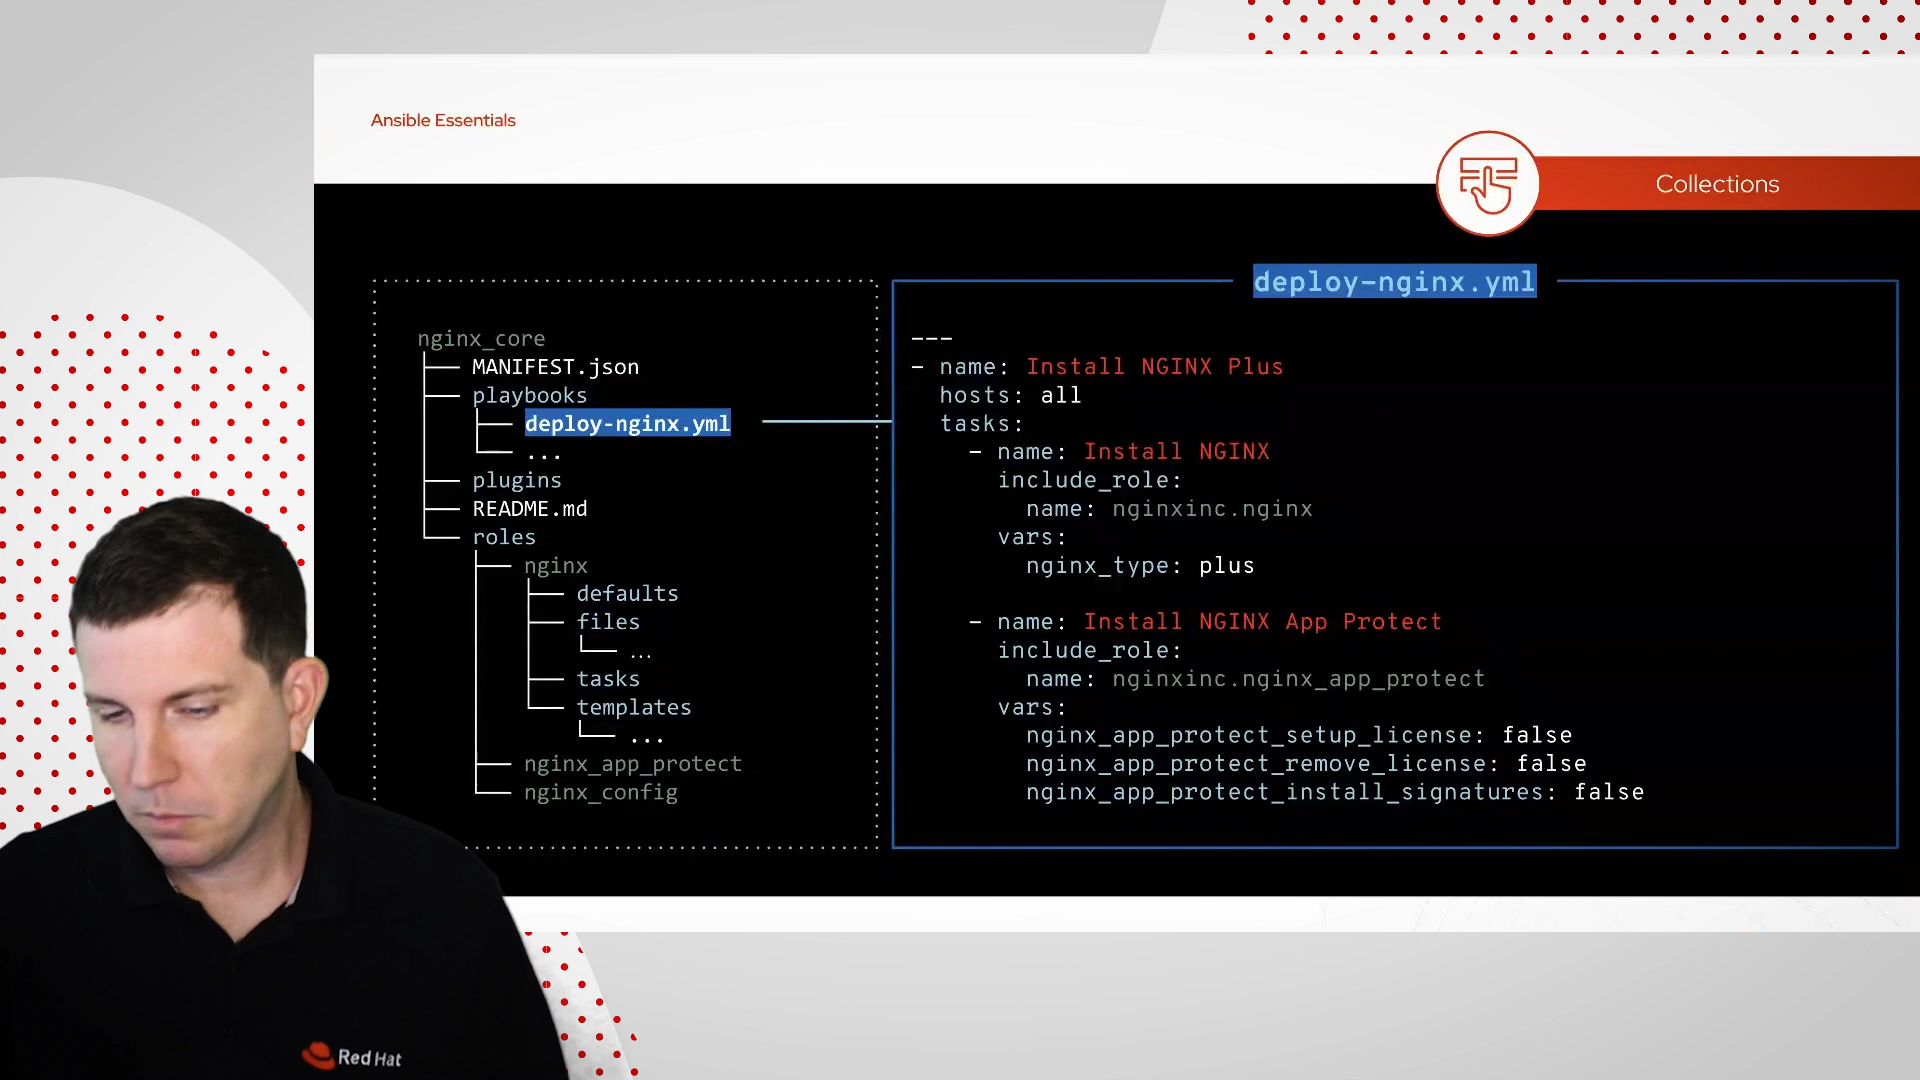 Ansible Essentials
Collections
nginx_core
MANIFEST.json
playbooks
deploy-nginx.yml
...
plugins
README.md
roles
nginx
defaults
files
...
tasks
templates
...
nginx_app_protect
nginx_config
deploy-nginx.yml
---
- name: Install NGINX Plus
hosts: all
tasks:
- name: Install NGINX
include_role:
name: nginxinc.nginx
vars:
nginx_type: plus
- name: Install NGINX App Protect
include_role:
name: nginxinc.nginx_app_protect
vars:
nginx_app_protect_setup_license: false
nginx_app_protect_remove_license: false
nginx_app_protect_install_signatures: false
Red Hat